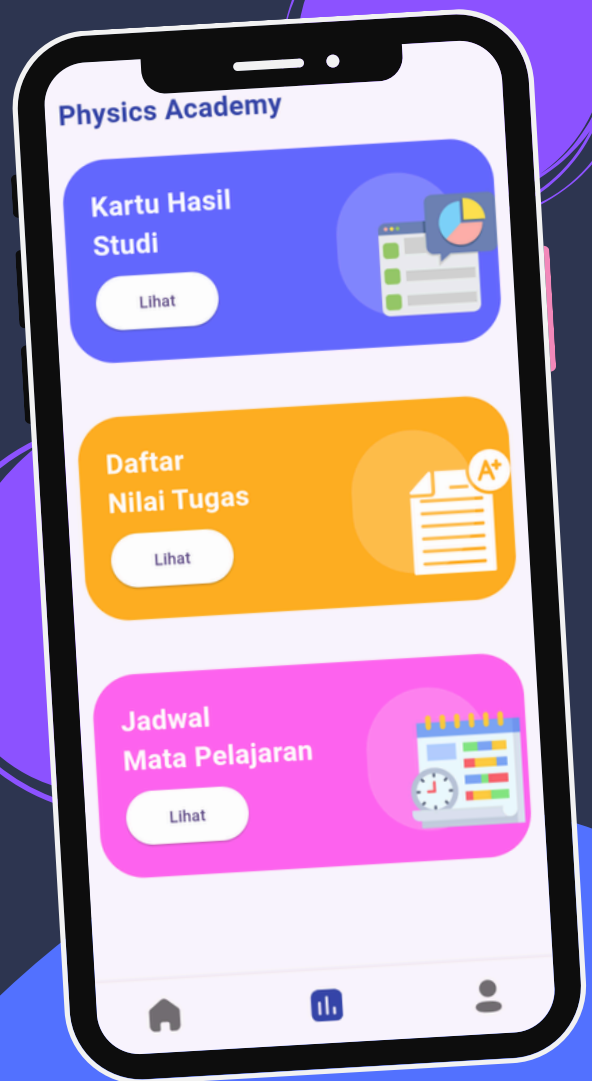 Physics Academy
Kartu Hasil
Studi
Lihat
Daftar
Nilai Tugas
Lihat
A+
Jadwal
Mata Pelajaran
Lihat